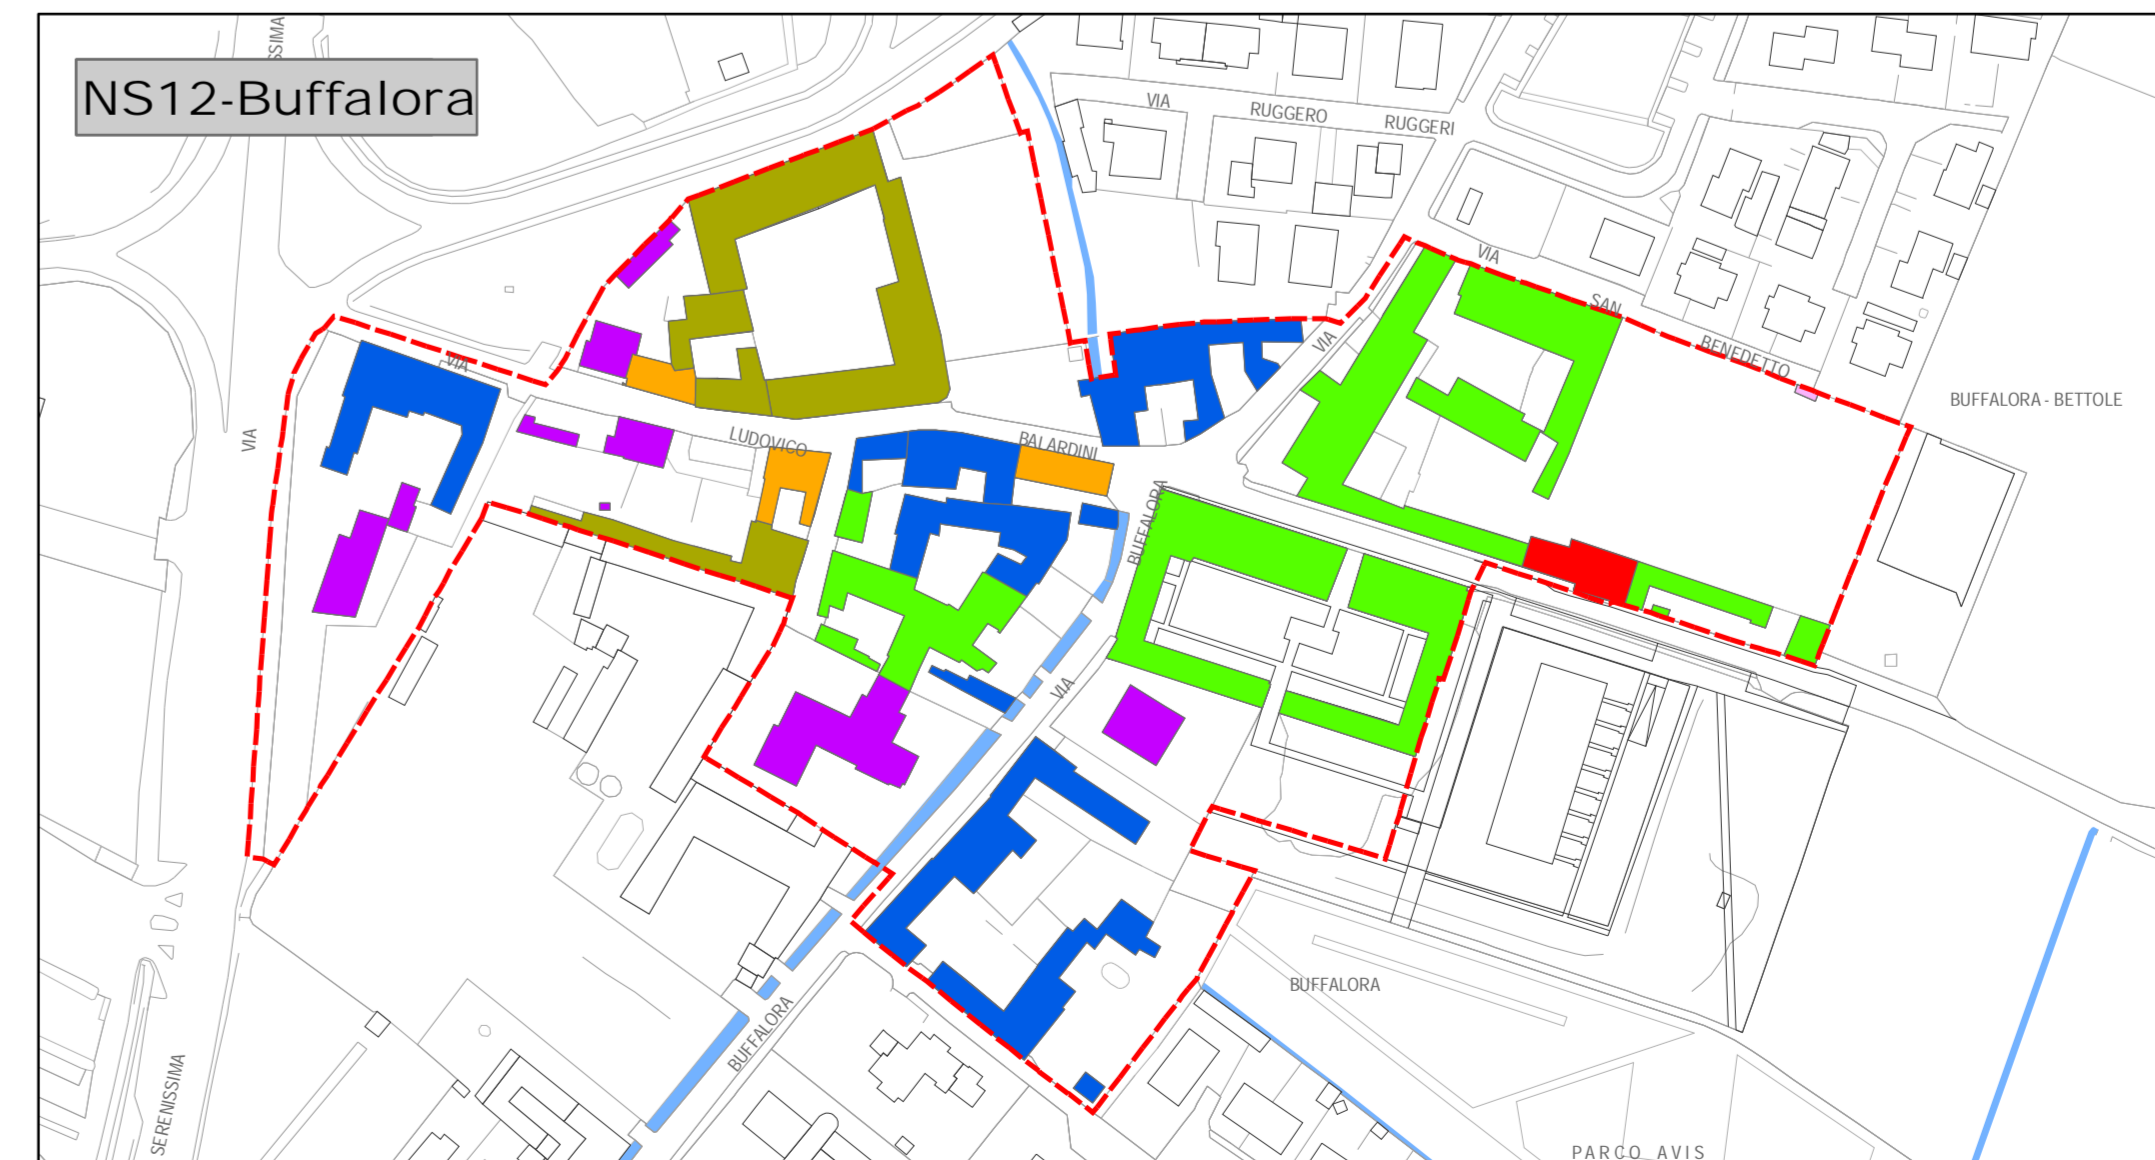 SSIMA
NS12-Buffalora
VIA
RUGGERO
RUGGERI
VIA
SAN
BENEDETTO
VIA
VIA
BUFFALORA - BETTOLE
VIA
LUDOVICO
BALARDINI
BUFFALORA
VIA
BUFFALORA
BUFFALORA
SERENISSIMA
PARCO AVIS